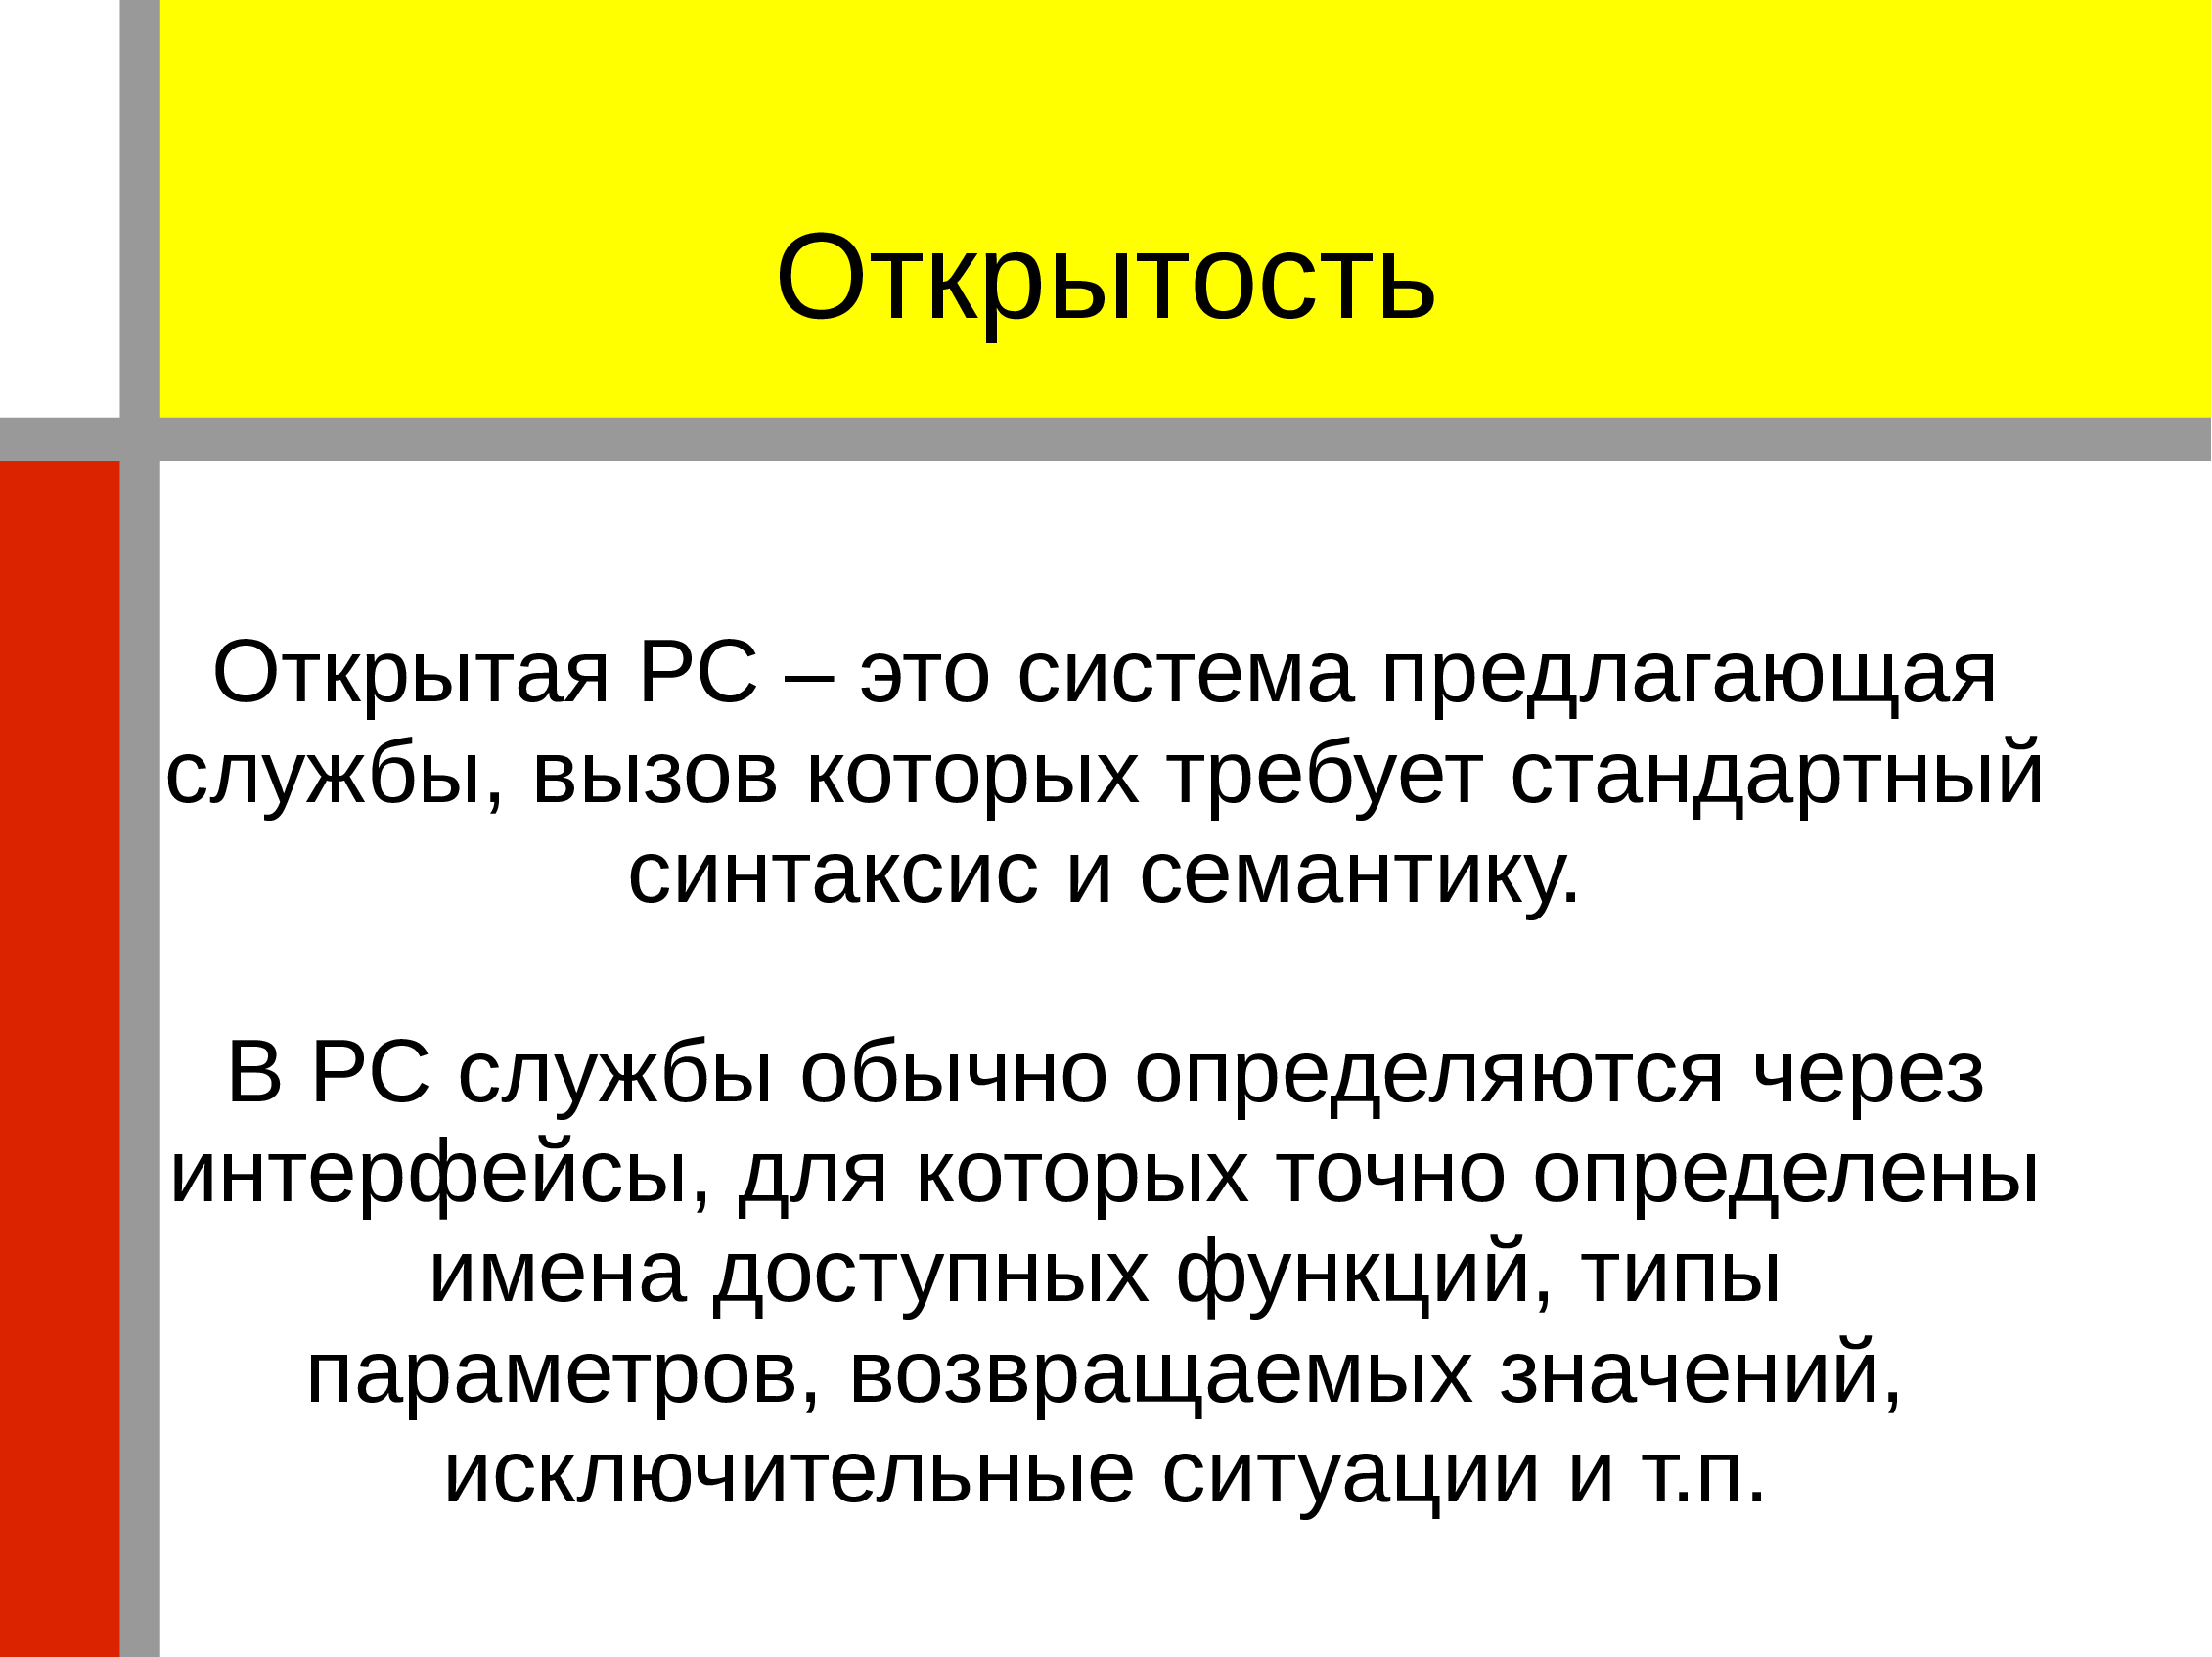 Открытость
Открытая РС – это система предлагающая
службы, вызов которых требует стандартный
синтаксис и семантику.
В РС службы обычно определяются через
интерфейсы, для которых точно определены
имена доступных функций, типы
параметров, возвращаемых значений,
исключительные ситуации и т.п.